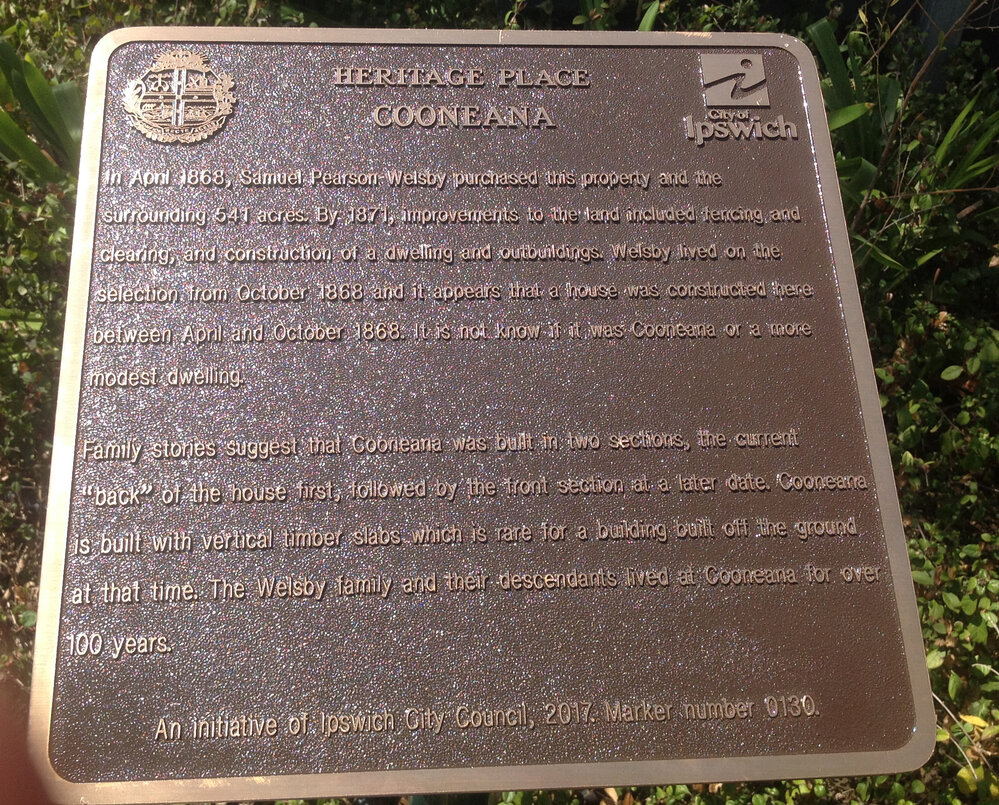 HERITAGE PLACE
COONEANA
City of
Ipswich
In April 1868, Samuel Pearson Welsby purchased this property and the
surrounding 541 acres. By 1871, improvements to the land included fencing and
clearing, and construction of a dwelling and outbuildings. Welsby lived on the
selection from October 1868 and it appears that a house was constructed here
between April and October 1868. It is not know if it was Cooneana or a more
modest dwelling.
Family stories suggest that Cooneana was built in two sections, the current
“back” of the house first, followed by the front section at a later date. Cooneana
is built with vertical timber slabs which is rare for a building built off the ground
at that time. The Welsby family and their descendants lived at Cooneana for over
100 years.
An initiative of Ipswich City Council, 2017. Marker number 0130.